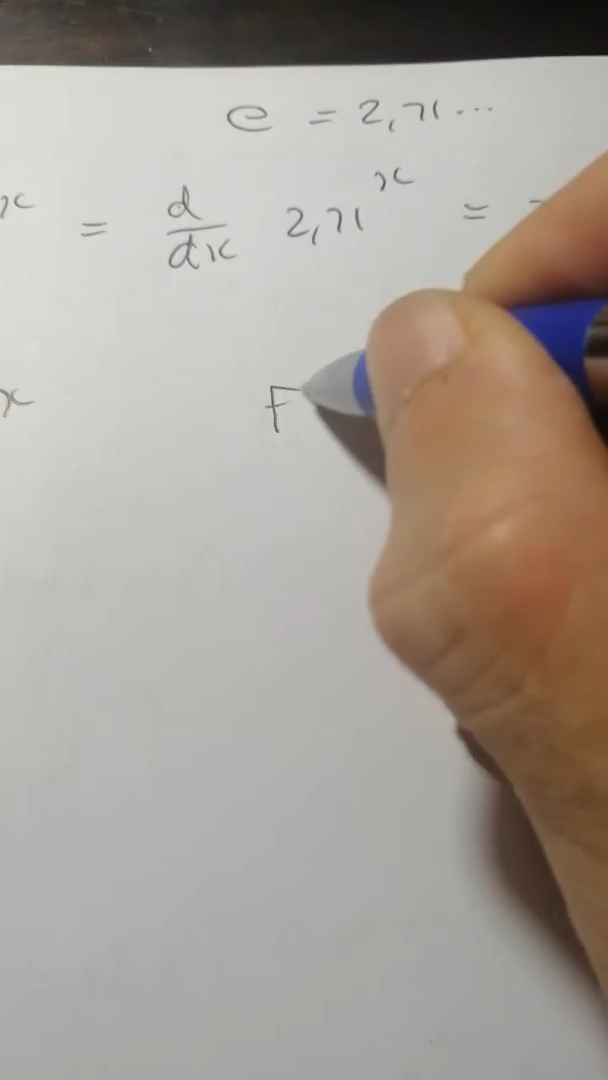 e = 2,71...
x = d/dx 2,71^x =
x F